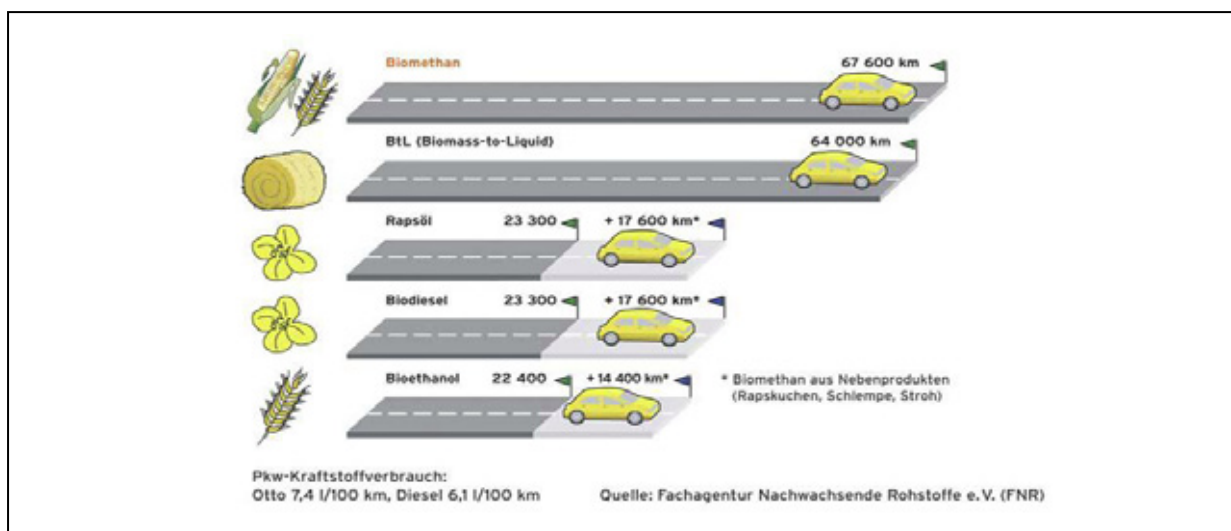 Biomethan 67 600 km
BtL (Biomass-to-Liquid) 64 000 km
Rapsöl 23 300 + 17 600 km*
Biodiesel 23 300 + 17 600 km*
Bioethanol 22 400 + 14 400 km*
* Biomethan aus Nebenprodukten
(Rapskuchen, Schlempe, Stroh)
Pkw-Kraftstoffverbrauch:
Otto 7,4 l/100 km, Diesel 6,1 l/100 km
Quelle: Fachagentur Nachwachsende Rohstoffe e. V. (FNR)